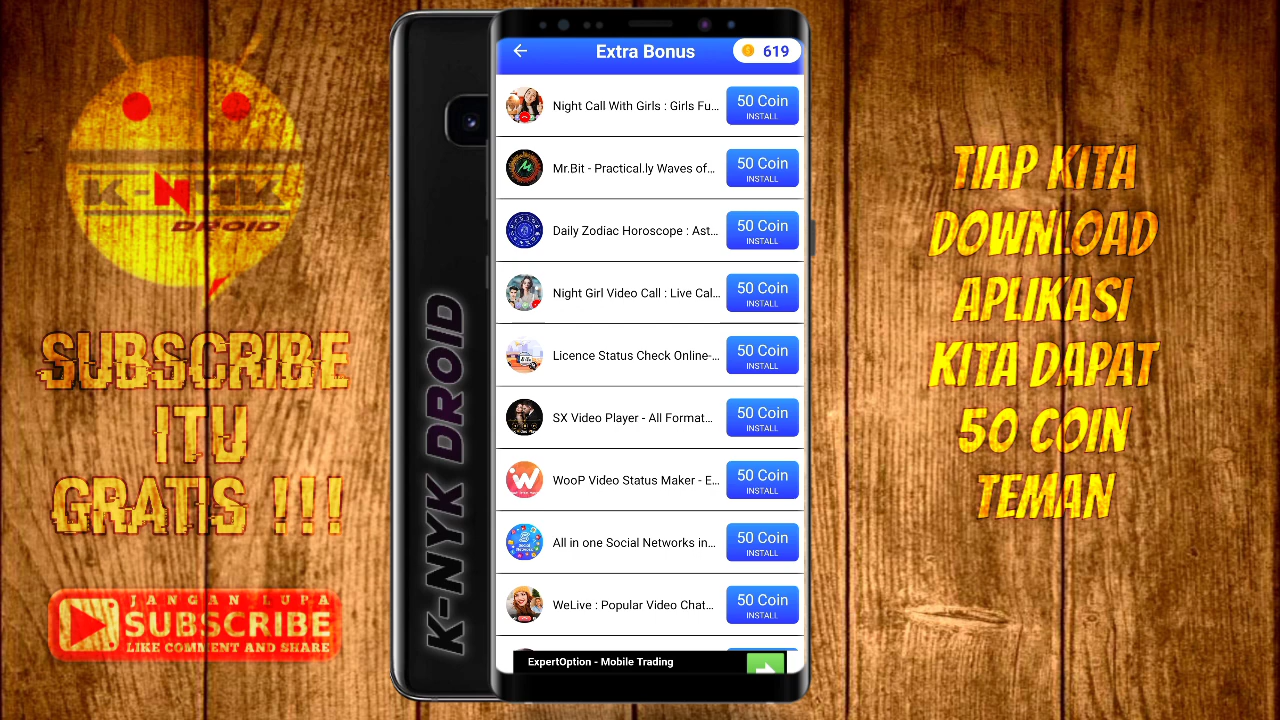 K-NYK
DROID
SUBSCRIBE
ITU
GRATIS !!!
JANGAN LUPA
SUBSCRIBE
LIKE COMMENT AND SHARE
K-NYK DROID
Extra Bonus
619
Night Call With Girls : Girls Fu...
50 Coin
INSTALL
Mr.Bit - Practical.ly Waves of...
50 Coin
INSTALL
Daily Zodiac Horoscope : Ast...
50 Coin
INSTALL
Night Girl Video Call : Live Cal...
50 Coin
INSTALL
Licence Status Check Online-...
50 Coin
INSTALL
SX Video Player - All Format...
50 Coin
INSTALL
WooP Video Status Maker - E...
50 Coin
INSTALL
All in one Social Networks in...
50 Coin
INSTALL
WeLive : Popular Video Chat...
50 Coin
INSTALL
ExpertOption - Mobile Trading
TIAP KITA
DOWNLOAD
APLIKASI
KITA DAPAT
50 COIN
TEMAN